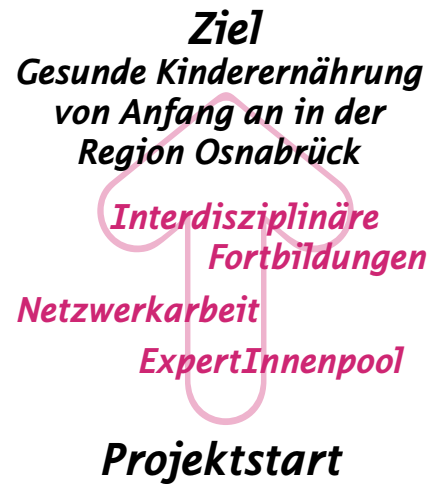 Ziel
Gesunde Kinderernährung
von Anfang an in der
Region Osnabrück
Interdisziplinäre
Fortbildungen
Netzwerkarbeit
ExpertInnenpool
Projektstart